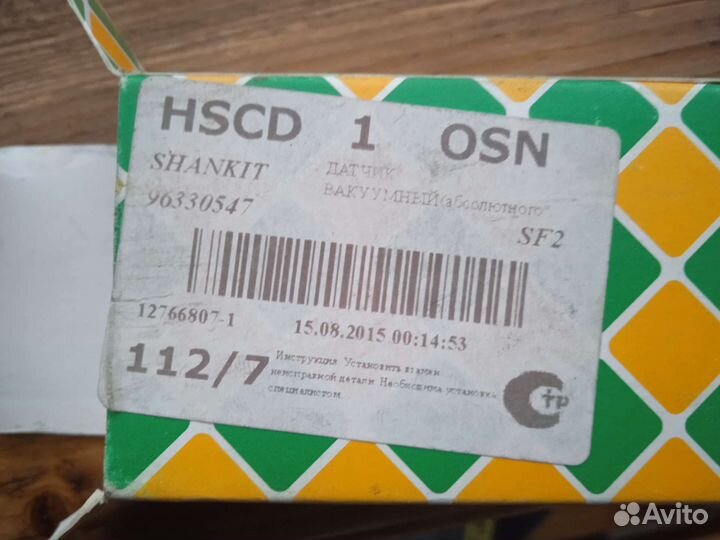 HSCD 1 OSN
SHANKIT
96330547
ДАТЧИК
ВАКУУМНЫЙ(абсолютного
SF2
12766807-1
15.08.2015 00:14:53
112/7
Инструкция Установить взамен
неисправной детали. Необходима установка
специалистом.
Стр
Avito